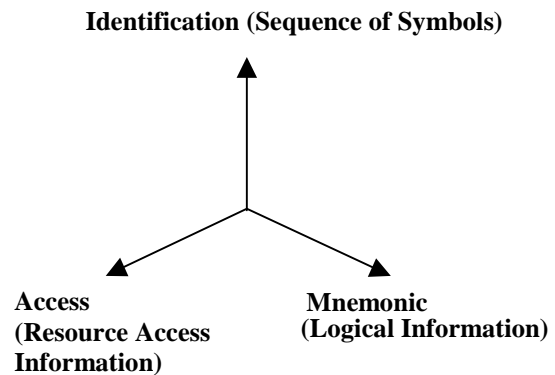 Identification (Sequence of Symbols)
Access
(Resource Access
Information)
Mnemonic
(Logical Information)